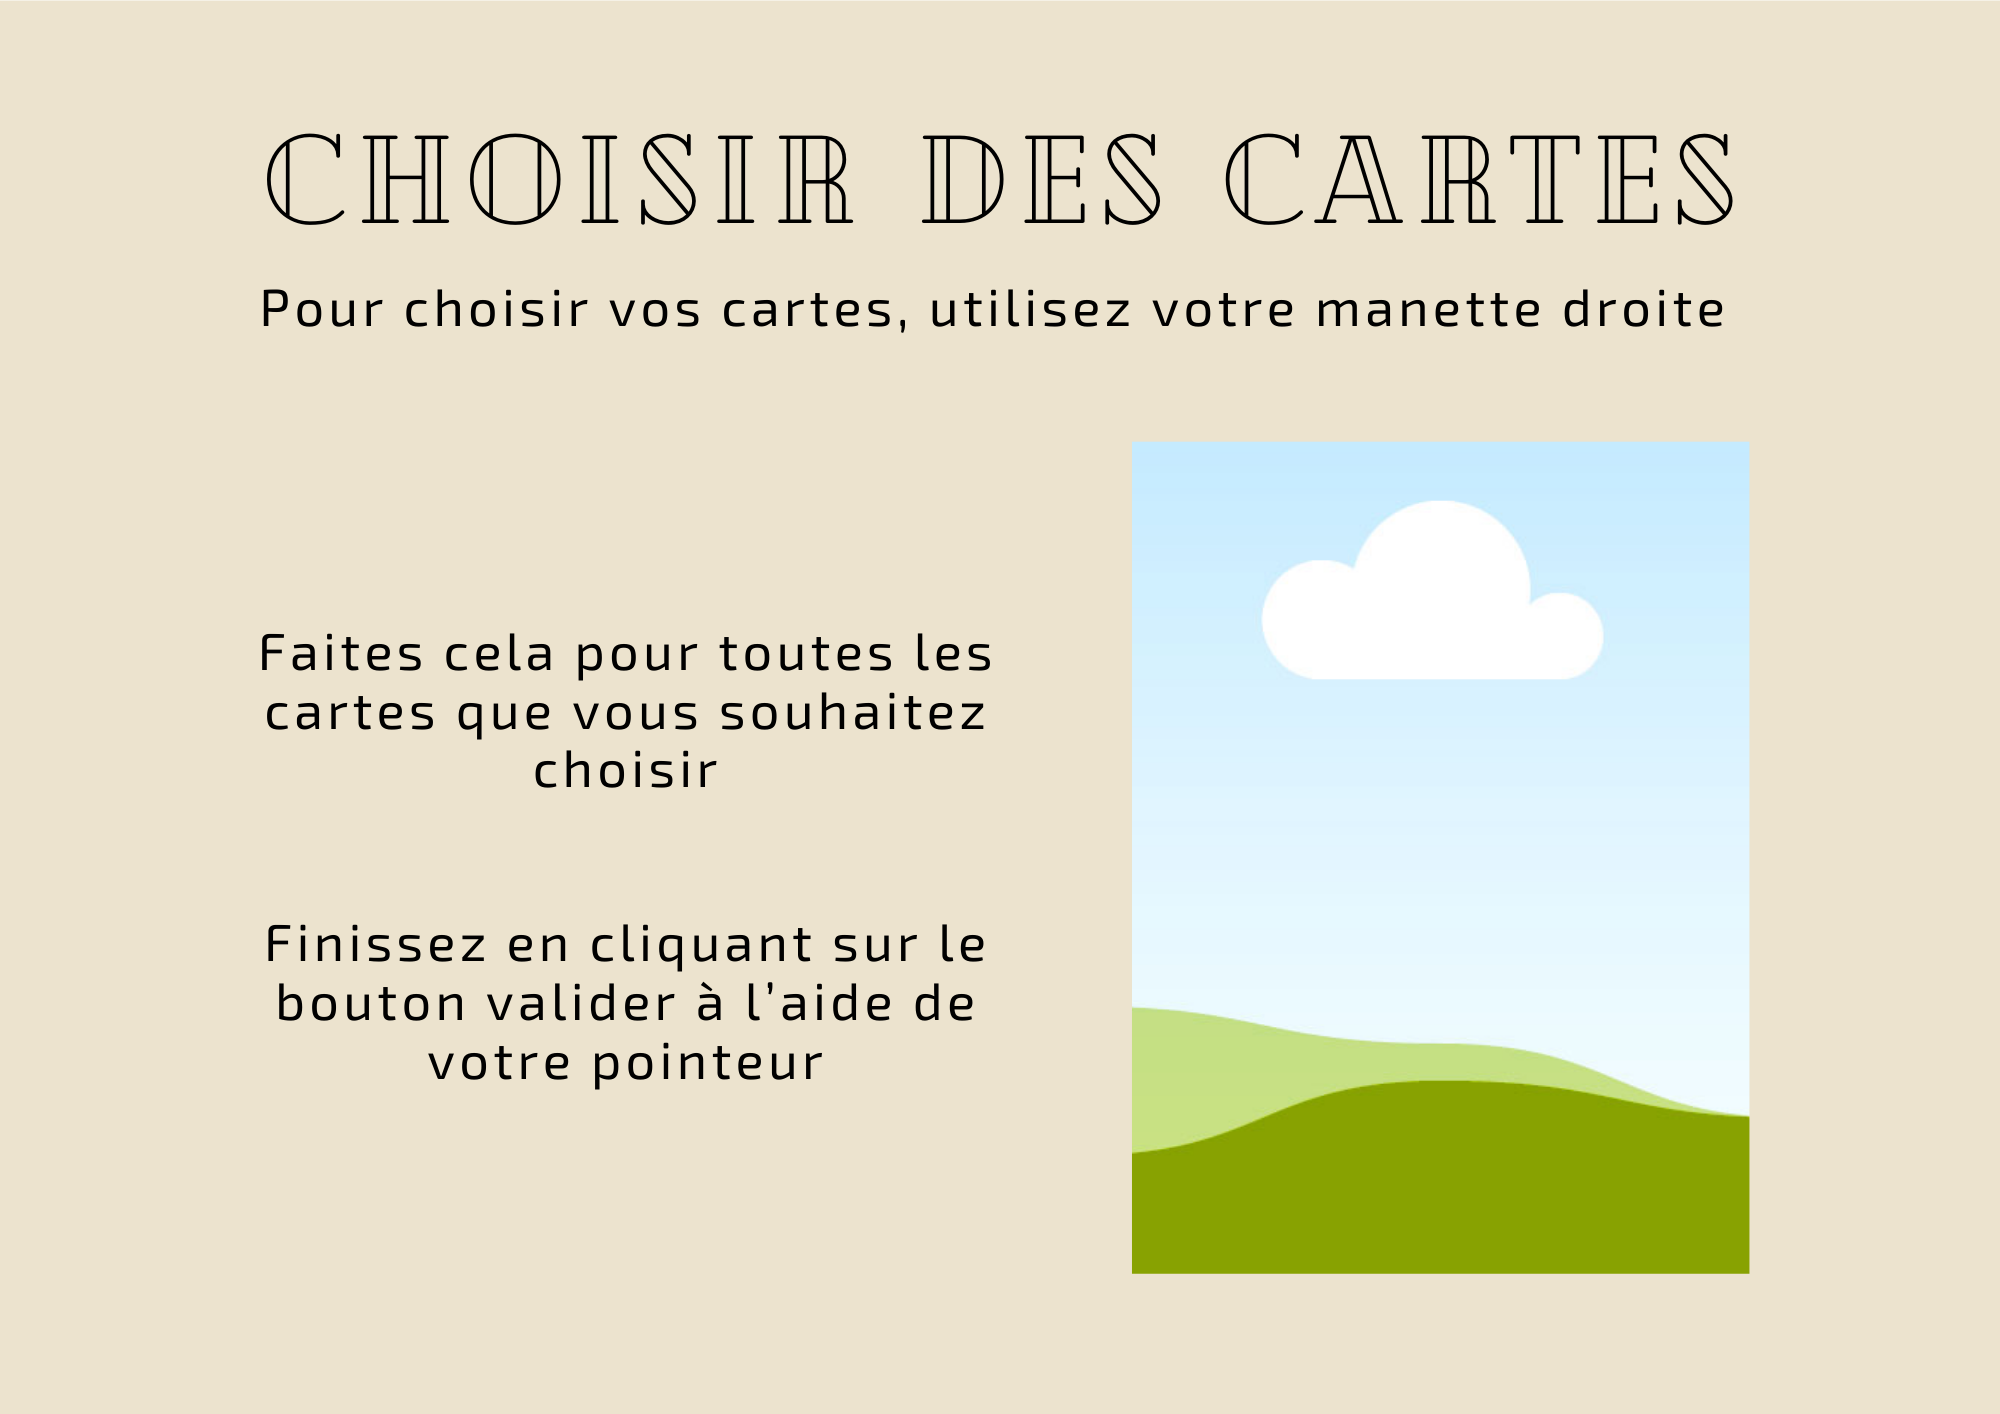 CHOISIR DES CARTES
Pour choisir vos cartes, utilisez votre manette droite
Faites cela pour toutes les
cartes que vous souhaitez
choisir
Finissez en cliquant sur le
bouton valider à l’aide de
votre pointeur